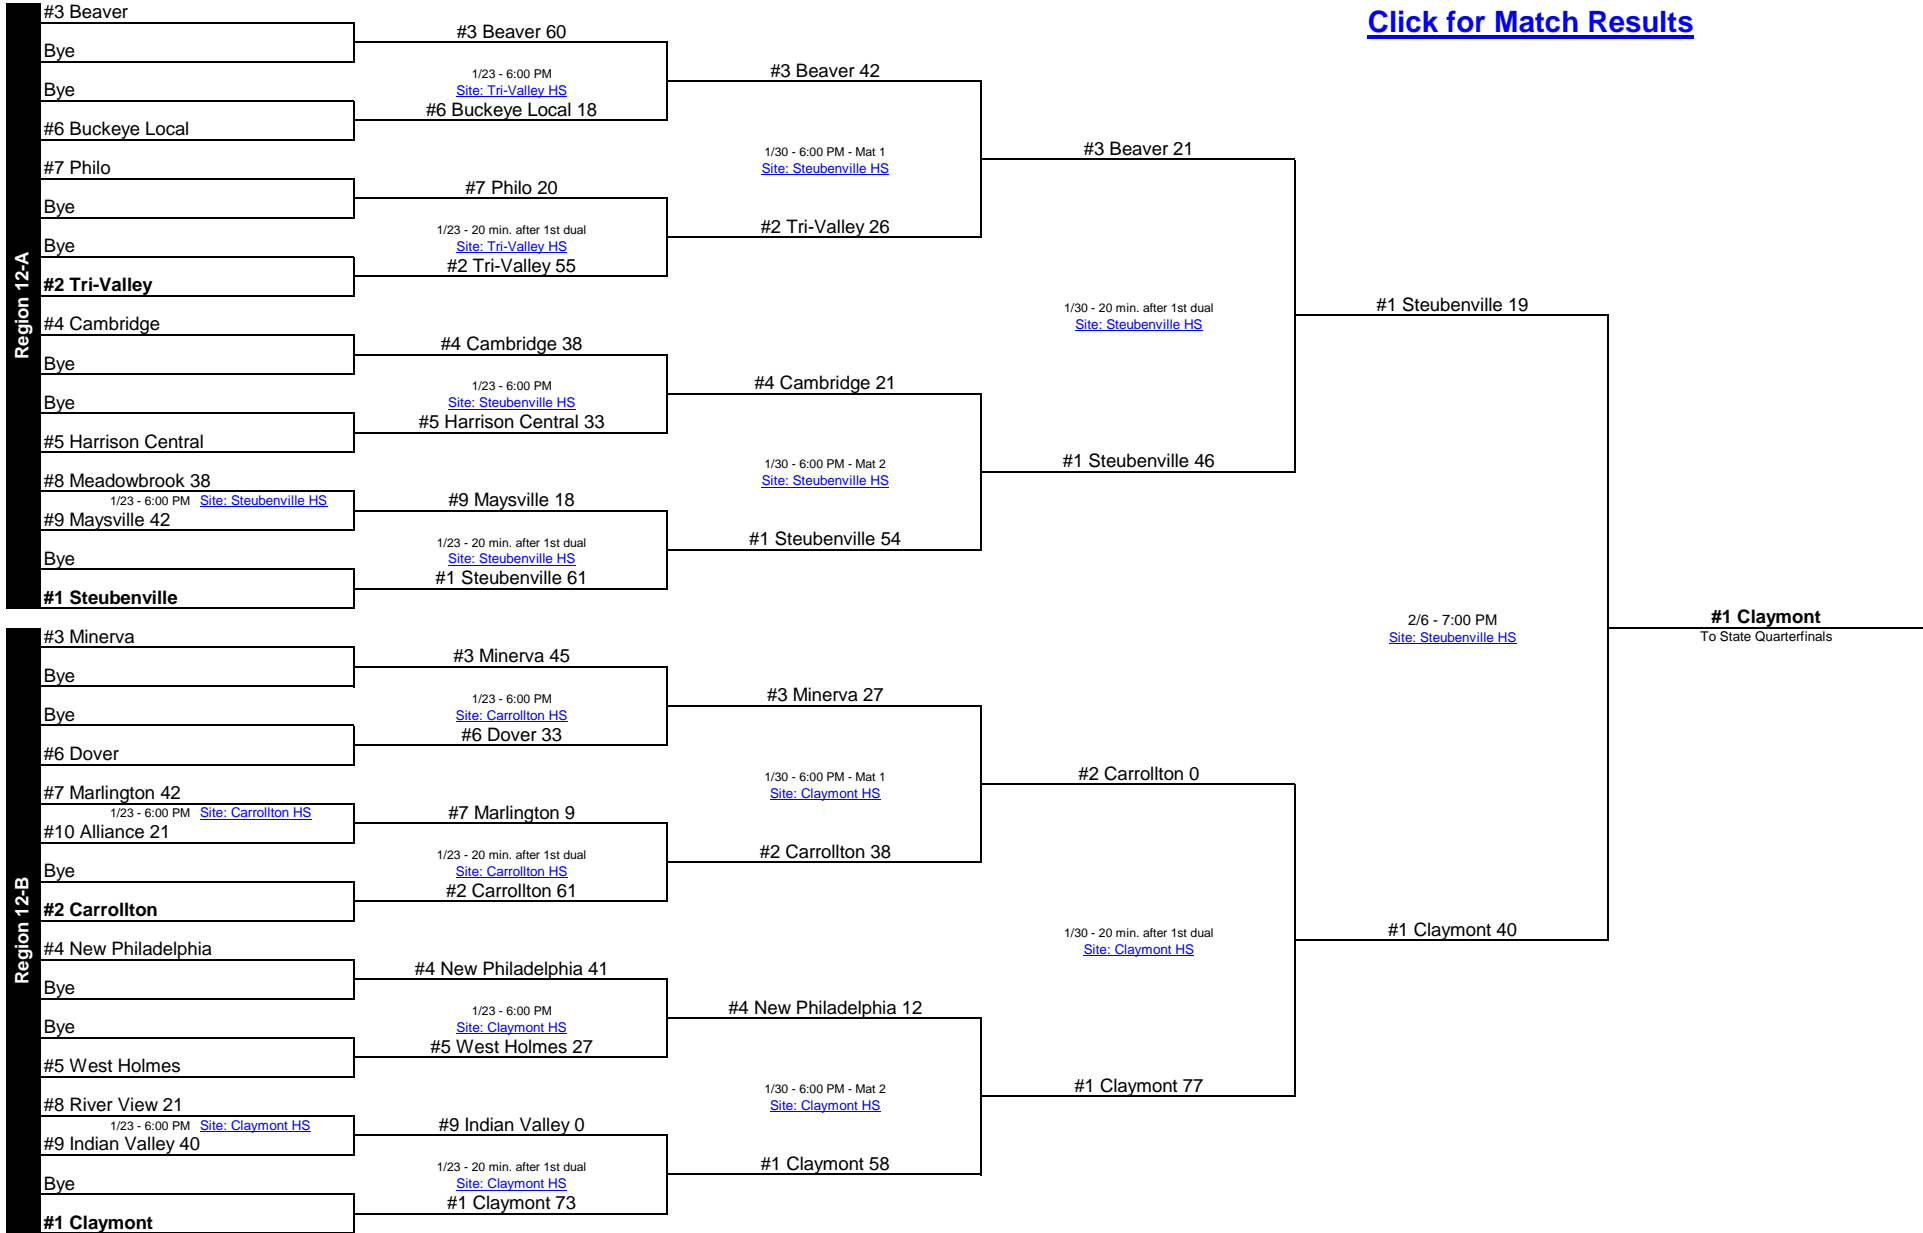 Click for Match Results
Region 12-A
#3 Beaver
Bye
Bye
#6 Buckeye Local
#7 Philo
Bye
Bye
#2 Tri-Valley
#4 Cambridge
Bye
Bye
#5 Harrison Central
#8 Meadowbrook 38
1/23 - 6:00 PM Site: Steubenville HS
#9 Maysville 42
Bye
#1 Steubenville
#3 Beaver 60
1/23 - 6:00 PM
Site: Tri-Valley HS
#6 Buckeye Local 18
#7 Philo 20
1/23 - 20 min. after 1st dual
Site: Tri-Valley HS
#2 Tri-Valley 55
#4 Cambridge 38
1/23 - 6:00 PM
Site: Steubenville HS
#5 Harrison Central 33
#9 Maysville 18
1/23 - 20 min. after 1st dual
Site: Steubenville HS
#1 Steubenville 61
#3 Beaver 42
1/30 - 6:00 PM - Mat 1
Site: Steubenville HS
#2 Tri-Valley 26
#4 Cambridge 21
1/30 - 6:00 PM - Mat 2
Site: Steubenville HS
#1 Steubenville 54
#3 Beaver 21
1/30 - 20 min. after 1st dual
Site: Steubenville HS
#1 Steubenville 46
#1 Steubenville 19
2/6 - 7:00 PM
Site: Steubenville HS
#1 Claymont
To State Quarterfinals
Region 12-B
#3 Minerva
Bye
Bye
#6 Dover
#7 Marlington 42
1/23 - 6:00 PM Site: Carrollton HS
#10 Alliance 21
Bye
#2 Carrollton
#4 New Philadelphia
Bye
Bye
#5 West Holmes
#8 River View 21
1/23 - 6:00 PM Site: Claymont HS
#9 Indian Valley 40
Bye
#1 Claymont
#3 Minerva 45
1/23 - 6:00 PM
Site: Carrollton HS
#6 Dover 33
#7 Marlington 9
1/23 - 20 min. after 1st dual
Site: Carrollton HS
#2 Carrollton 61
#4 New Philadelphia 41
1/23 - 6:00 PM
Site: Claymont HS
#5 West Holmes 27
#9 Indian Valley 0
1/23 - 20 min. after 1st dual
Site: Claymont HS
#1 Claymont 73
#3 Minerva 27
1/30 - 6:00 PM - Mat 1
Site: Claymont HS
#2 Carrollton 38
#4 New Philadelphia 12
1/30 - 6:00 PM - Mat 2
Site: Claymont HS
#1 Claymont 58
#2 Carrollton 0
1/30 - 20 min. after 1st dual
Site: Claymont HS
#1 Claymont 77
#1 Claymont 40